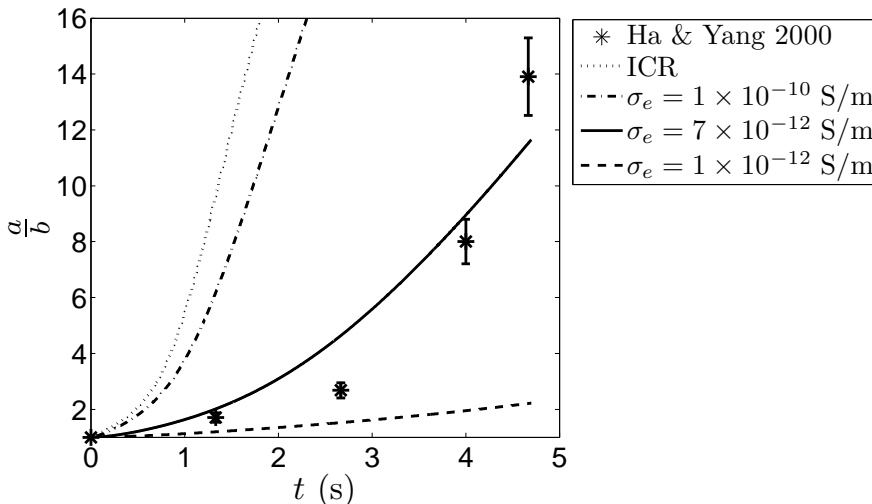 16
14
12
10
8
6
4
2
a/b
0 1 2 3 4 5
t (s)
Ha & Yang 2000
ICR
σₑ = 1 × 10⁻¹⁰ S/m
σₑ = 7 × 10⁻¹² S/m
σₑ = 1 × 10⁻¹² S/m